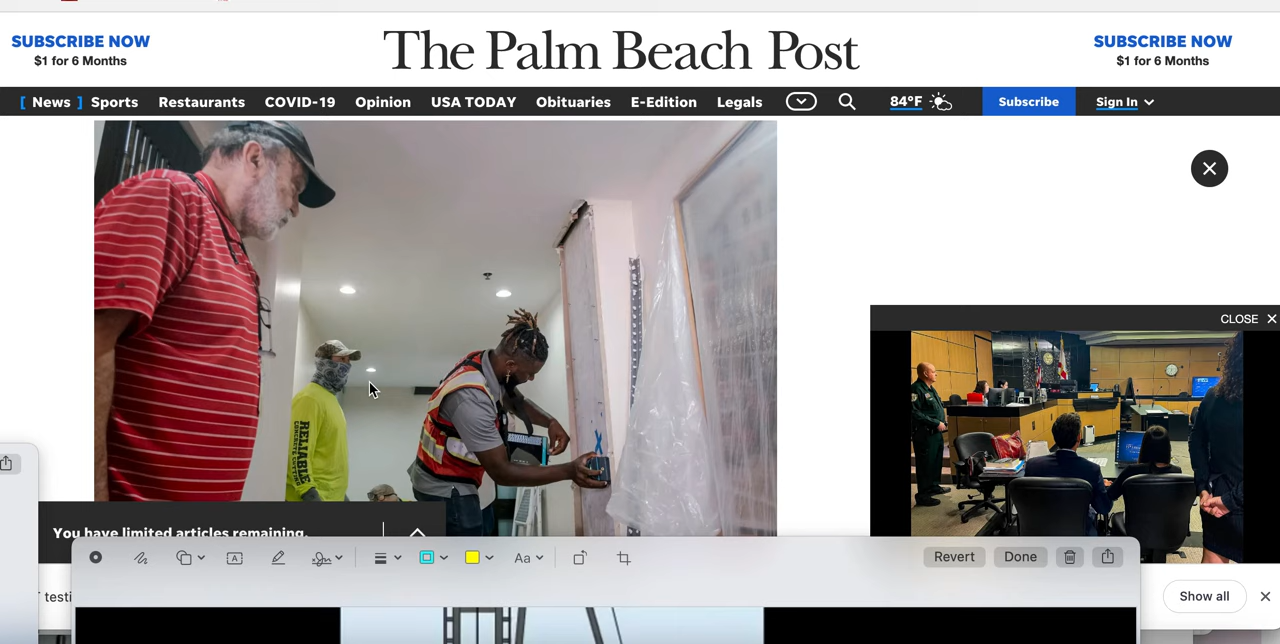 SUBSCRIBE NOW
$1 for 6 Months
The Palm Beach Post
SUBSCRIBE NOW
$1 for 6 Months
[ News ] Sports Restaurants COVID-19 Opinion USA TODAY Obituaries E-Edition Legals 84°F Subscribe Sign In
CLOSE
RELIABLE
CONCRETE CUTTING
You have limited articles remaining.
A Aa Revert Done
testi
Show all